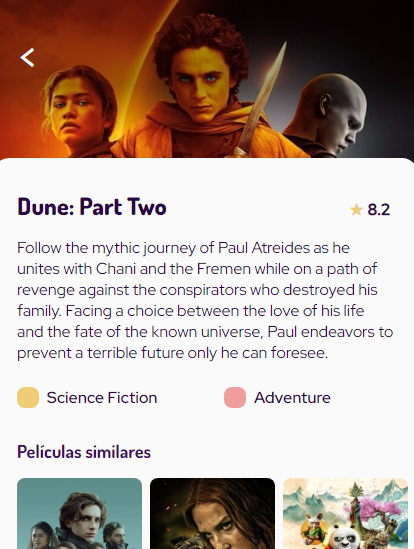 Dune: Part Two
8.2
Follow the mythic journey of Paul Atreides as he
unites with Chani and the Fremen while on a path of
revenge against the conspirators who destroyed his
family. Facing a choice between the love of his life
and the fate of the known universe, Paul endeavors to
prevent a terrible future only he can foresee.
Science Fiction
Adventure
Películas similares